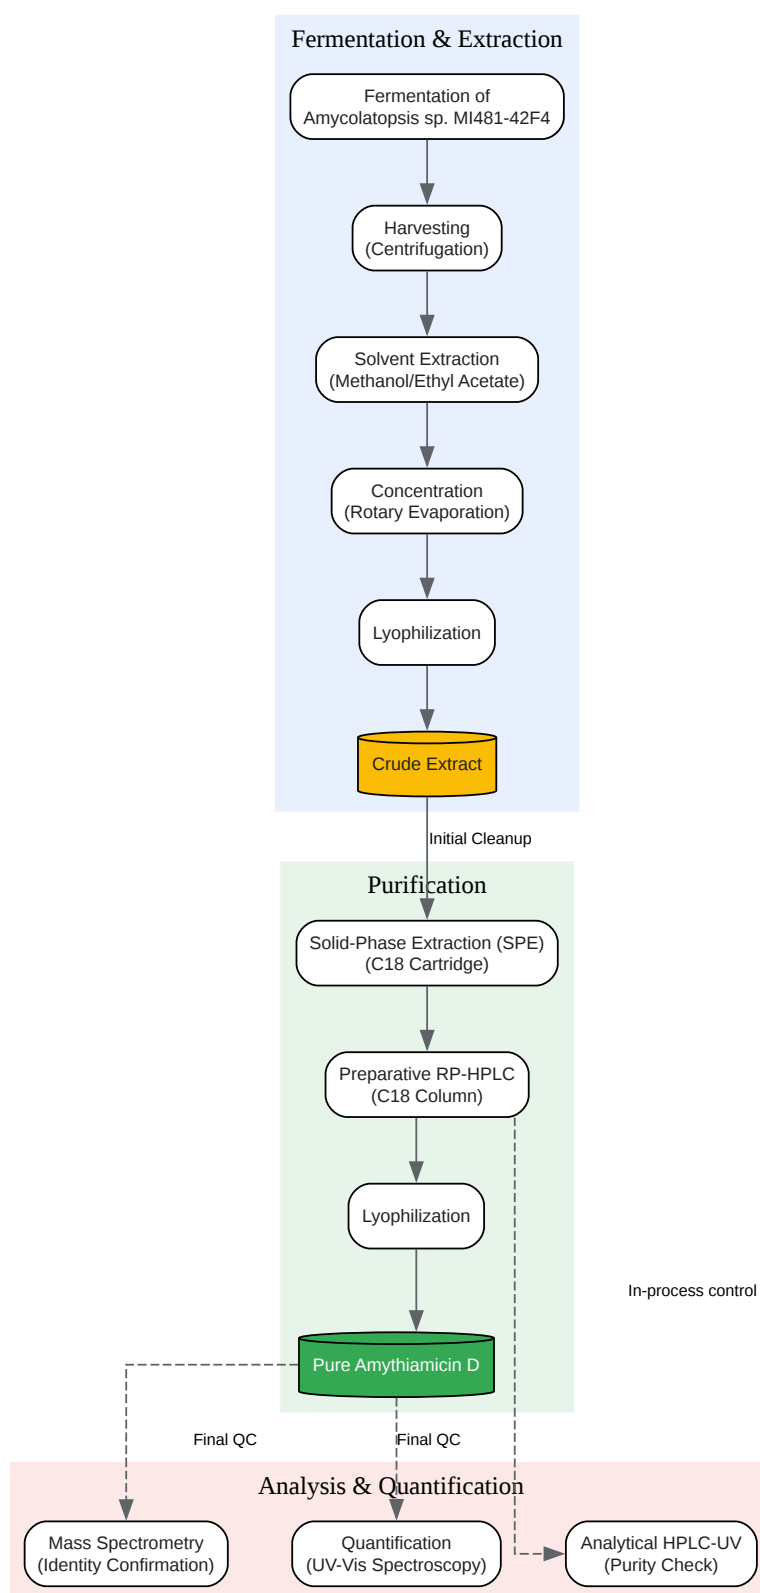 Fermentation & Extraction
Fermentation of
Amycolatopsis sp. MI481-42F4
Harvesting
(Centrifugation)
Solvent Extraction
(Methanol/Ethyl Acetate)
Concentration
(Rotary Evaporation)
Lyophilization
Crude Extract
Initial Cleanup
Purification
Solid-Phase Extraction (SPE)
(C18 Cartridge)
Preparative RP-HPLC
(C18 Column)
Lyophilization
In-process control
Pure Amythiamicin D
Final QC
Final QC
Analysis & Quantification
Mass Spectrometry
(Identity Confirmation)
Quantification
(UV-Vis Spectroscopy)
Analytical HPLC-UV
(Purity Check)